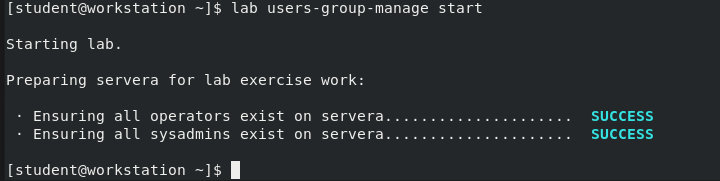 [student@workstation ~]$ lab users-group-manage start
Starting lab.
Preparing servera for lab exercise work:
· Ensuring all operators exist on servera..................... SUCCESS
· Ensuring all sysadmins exist on servera..................... SUCCESS
[student@workstation ~]$